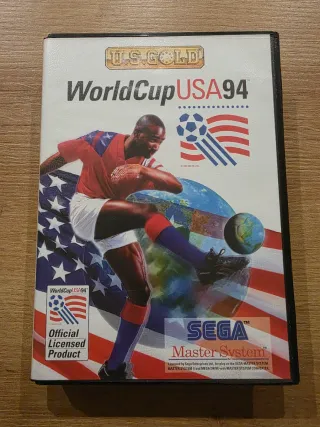 U.S. GOLD
WorldCupUSA94
WorldCupUSA94
Official
Licensed
Product
SEGA
Master System